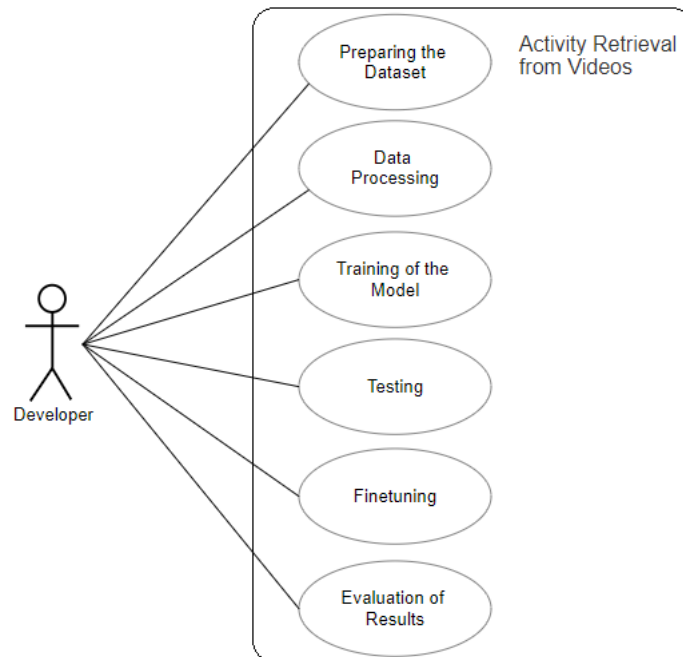 Preparing the
Dataset
Activity Retrieval
from Videos
Data
Processing
Training of the
Model
Testing
Developer
Finetuning
Evaluation of
Results